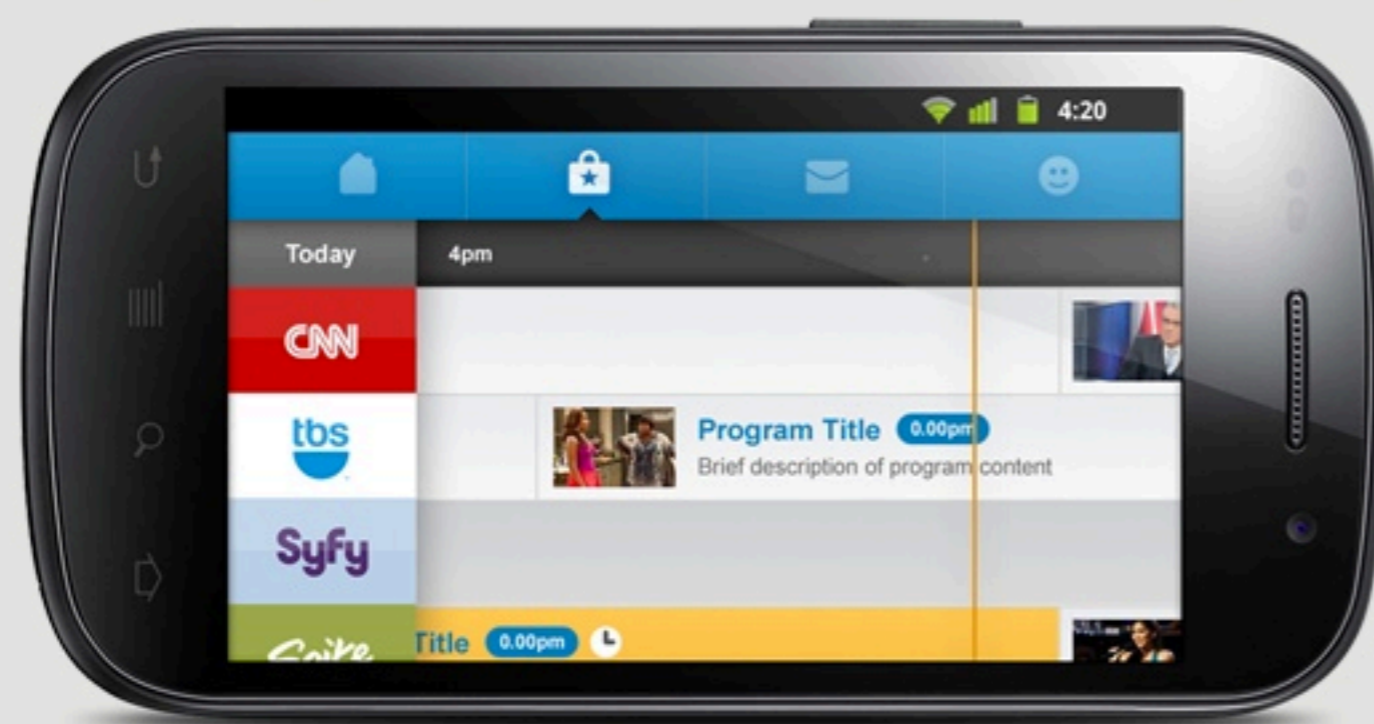 4:20
Today 4pm
CNN
tbs
Program Title 0.00pm
Brief description of program content
Syfy
Spike
Title 0.00pm